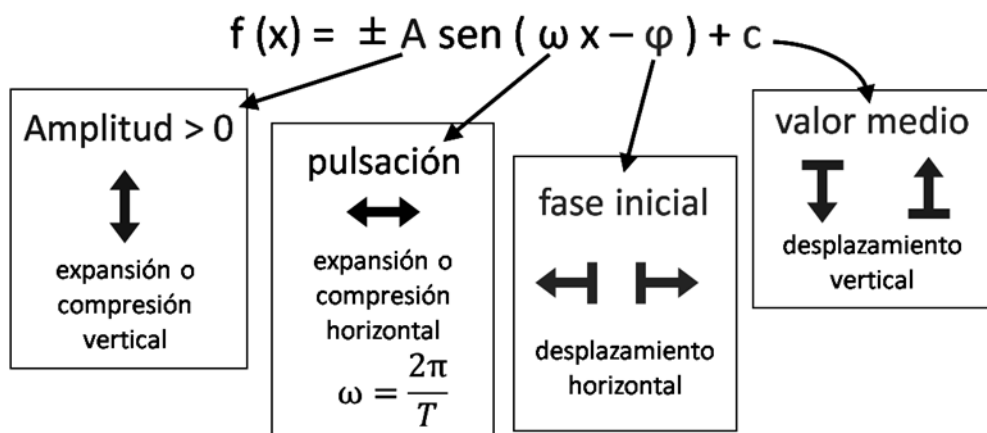 f (x) = ± A sen ( ω x – φ ) + c
Amplitud > 0
expansión o
compresión
vertical
pulsación
expansión o
compresión
horizontal
ω = 2π/T
fase inicial
desplazamiento
horizontal
valor medio
desplazamiento
vertical